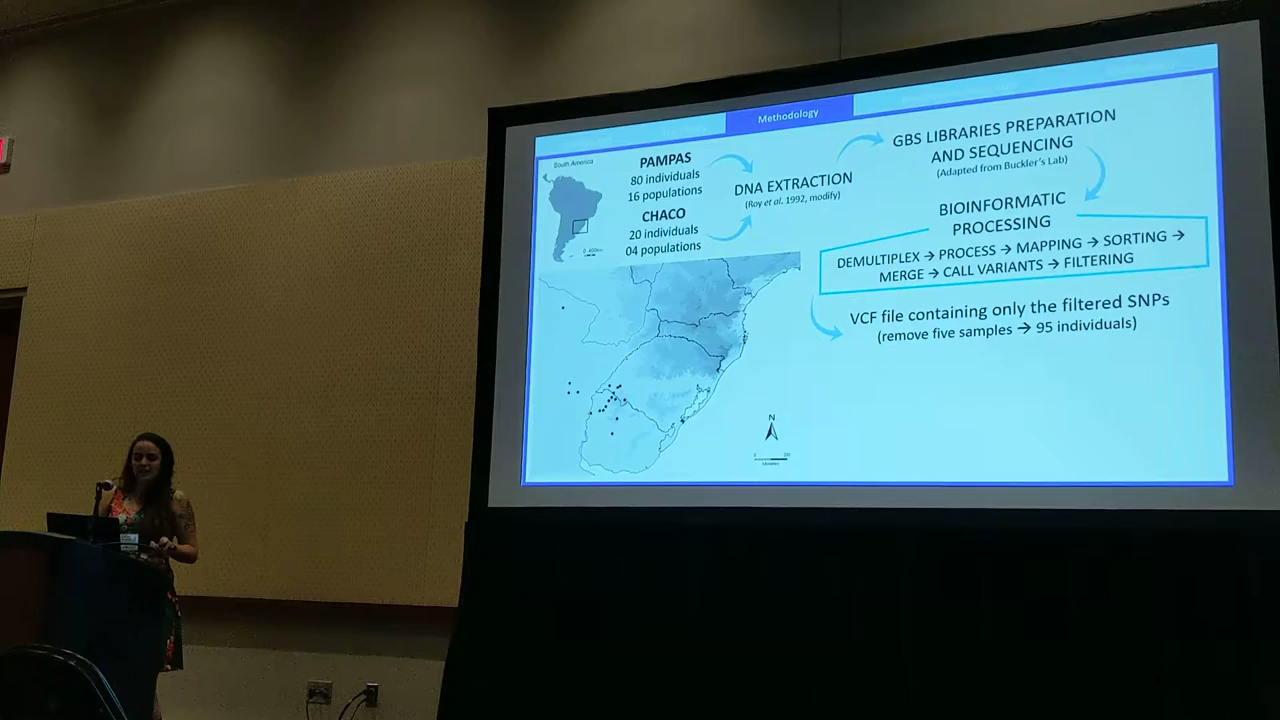 Methodology
South America
PAMPAS
80 individuals
16 populations
CHACO
20 individuals
04 populations
DNA EXTRACTION
(Roy et al. 1992, modify)
GBS LIBRARIES PREPARATION
AND SEQUENCING
(Adapted from Buckler's Lab)
BIOINFORMATIC
PROCESSING
DEMULTIPLEX → PROCESS → MAPPING → SORTING →
MERGE → CALL VARIANTS → FILTERING
VCF file containing only the filtered SNPs
(remove five samples → 95 individuals)
N